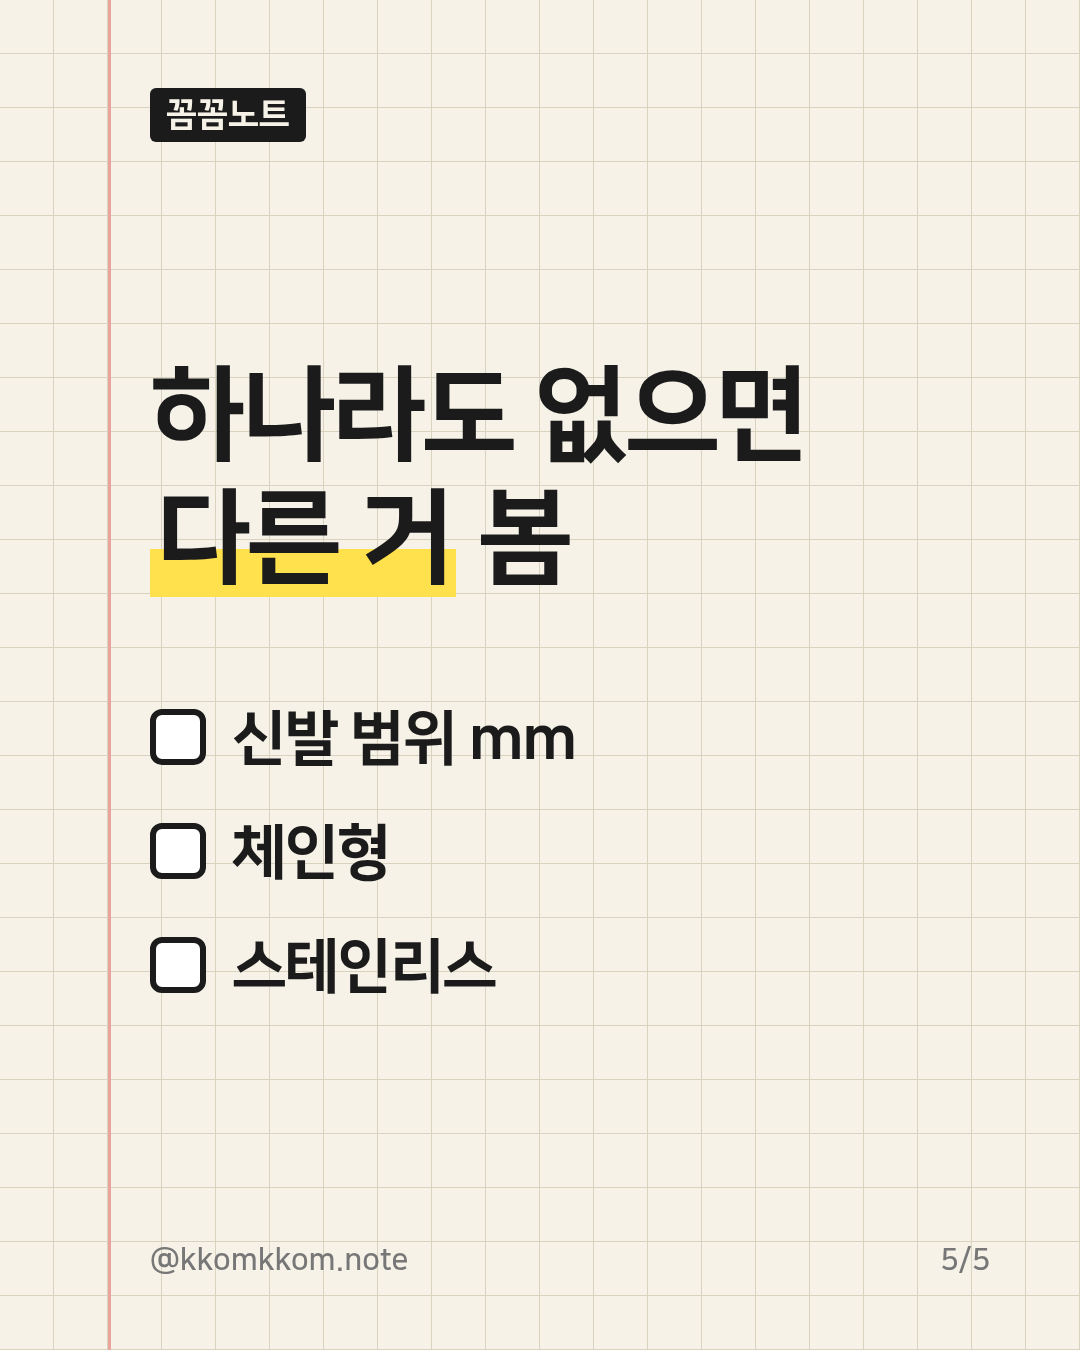 꼼꼼노트
하나라도 없으면
다른 거 봄
신발 범위 mm
체인형
스테인리스
@kkomkkom.note
5/5